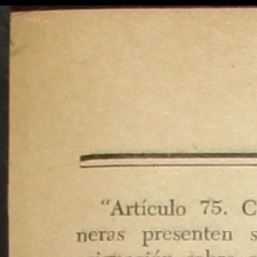 “Artículo 75. C
neras presenten s